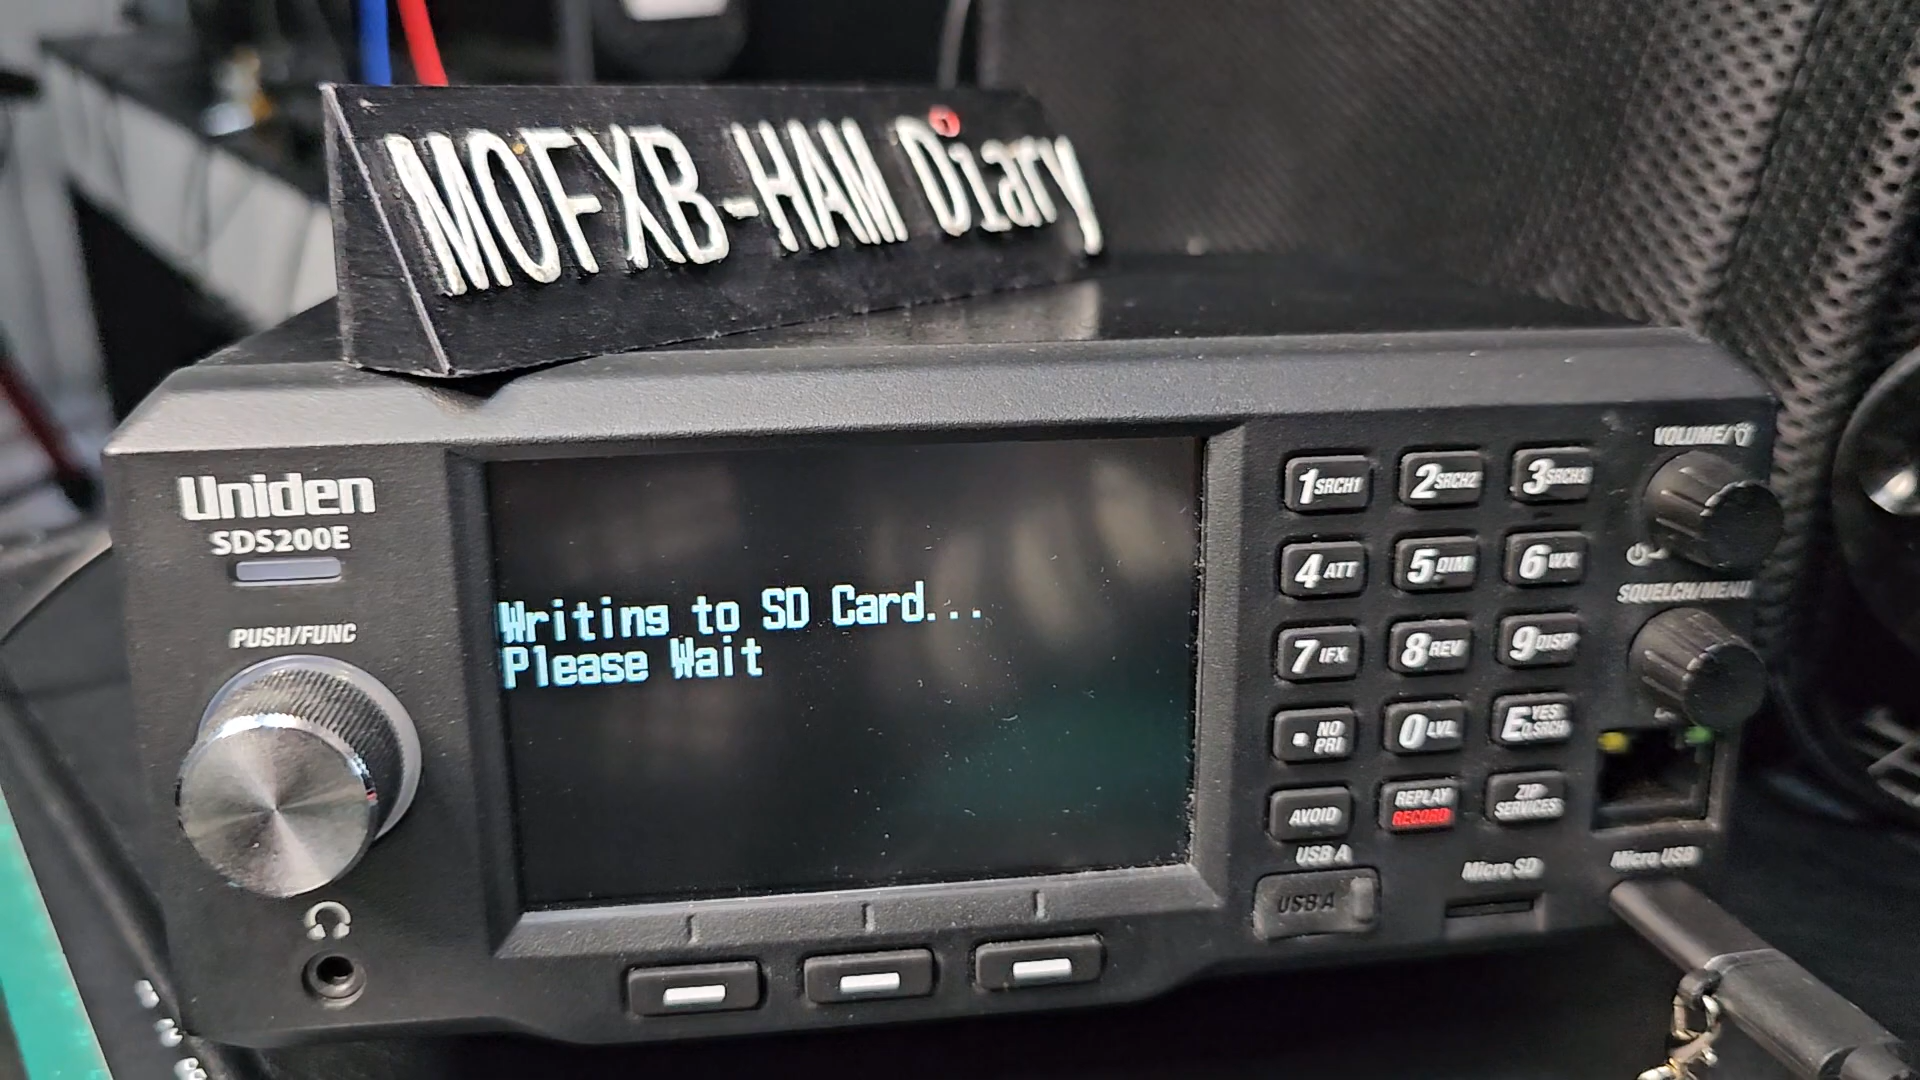 M0FXB-HAM Diary
Uniden
SDS200E
PUSH/FUNC
Writing to SD Card...
Please Wait
VOLUME/
1 SRCH1
2 SRCH2
3 SRCH3
4 ATT
5 DIM
6 WX
SQUELCH/MENU
7 IFX
8 REV
9 DISP
. NO PRI
0 LVL
E YES O.SRCH
AVOID
REPLAY
RECORD
ZIP
SERVICES
USB A
Micro SD
Micro USB
USB A